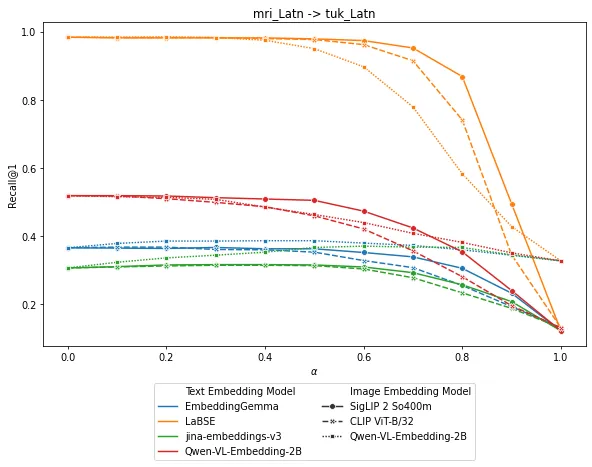 mri_Latn -> tuk_Latn
1.0
0.8
0.6
0.4
0.2
Recall@1
0.0 0.2 0.4 0.6 0.8 1.0
α
Text Embedding Model Image Embedding Model
EmbeddingGemma SigLIP 2 So400m
LaBSE CLIP ViT-B/32
jina-embeddings-v3 Qwen-VL-Embedding-2B
Qwen-VL-Embedding-2B